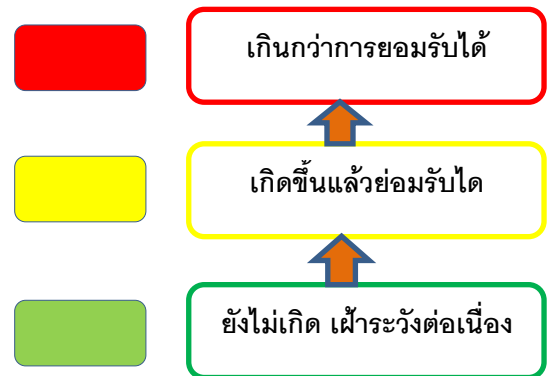 เกินกว่าการยอมรับได้
เกิดขึ้นแล้วย่อมรับได
ยังไม่เกิด เฝ้าระวังต่อเนื่อง